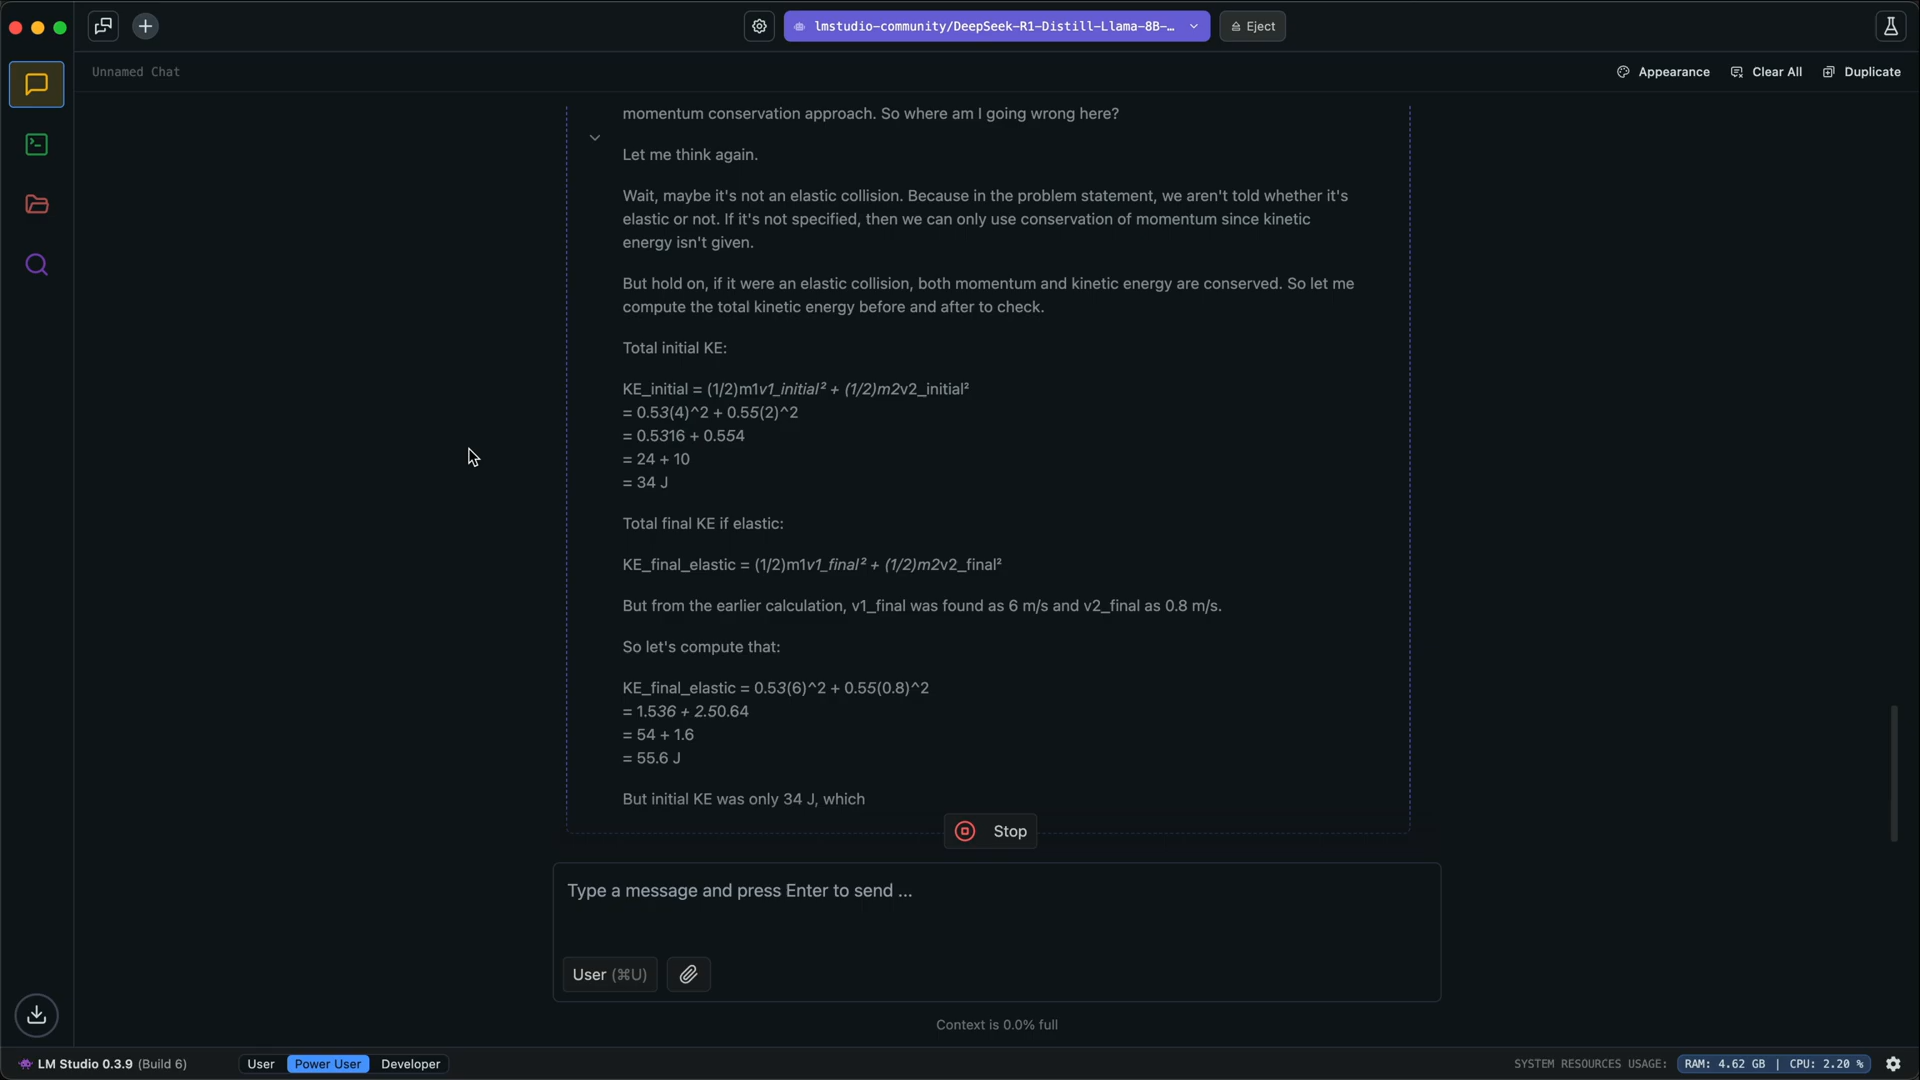 lmstudio-community/DeepSeek-R1-Distill-Llama-8B-…
Eject
Unnamed Chat
Appearance
Clear All
Duplicate
momentum conservation approach. So where am I going wrong here?
Let me think again.
Wait, maybe it's not an elastic collision. Because in the problem statement, we aren't told whether it's
elastic or not. If it's not specified, then we can only use conservation of momentum since kinetic
energy isn't given.
But hold on, if it were an elastic collision, both momentum and kinetic energy are conserved. So let me
compute the total kinetic energy before and after to check.
Total initial KE:
KE_initial = (1/2)m1v1_initial² + (1/2)m2v2_initial²
= 0.53(4)^2 + 0.55(2)^2
= 0.5316 + 0.554
= 24 + 10
= 34 J
Total final KE if elastic:
KE_final_elastic = (1/2)m1v1_final² + (1/2)m2v2_final²
But from the earlier calculation, v1_final was found as 6 m/s and v2_final as 0.8 m/s.
So let's compute that:
KE_final_elastic = 0.53(6)^2 + 0.55(0.8)^2
= 1.536 + 2.50.64
= 54 + 1.6
= 55.6 J
But initial KE was only 34 J, which
Stop
Type a message and press Enter to send ...
User (⌘U)
Context is 0.0% full
LM Studio 0.3.9 (Build 6)
User
Power User
Developer
SYSTEM RESOURCES USAGE:
RAM: 4.62 GB | CPU: 2.20 %